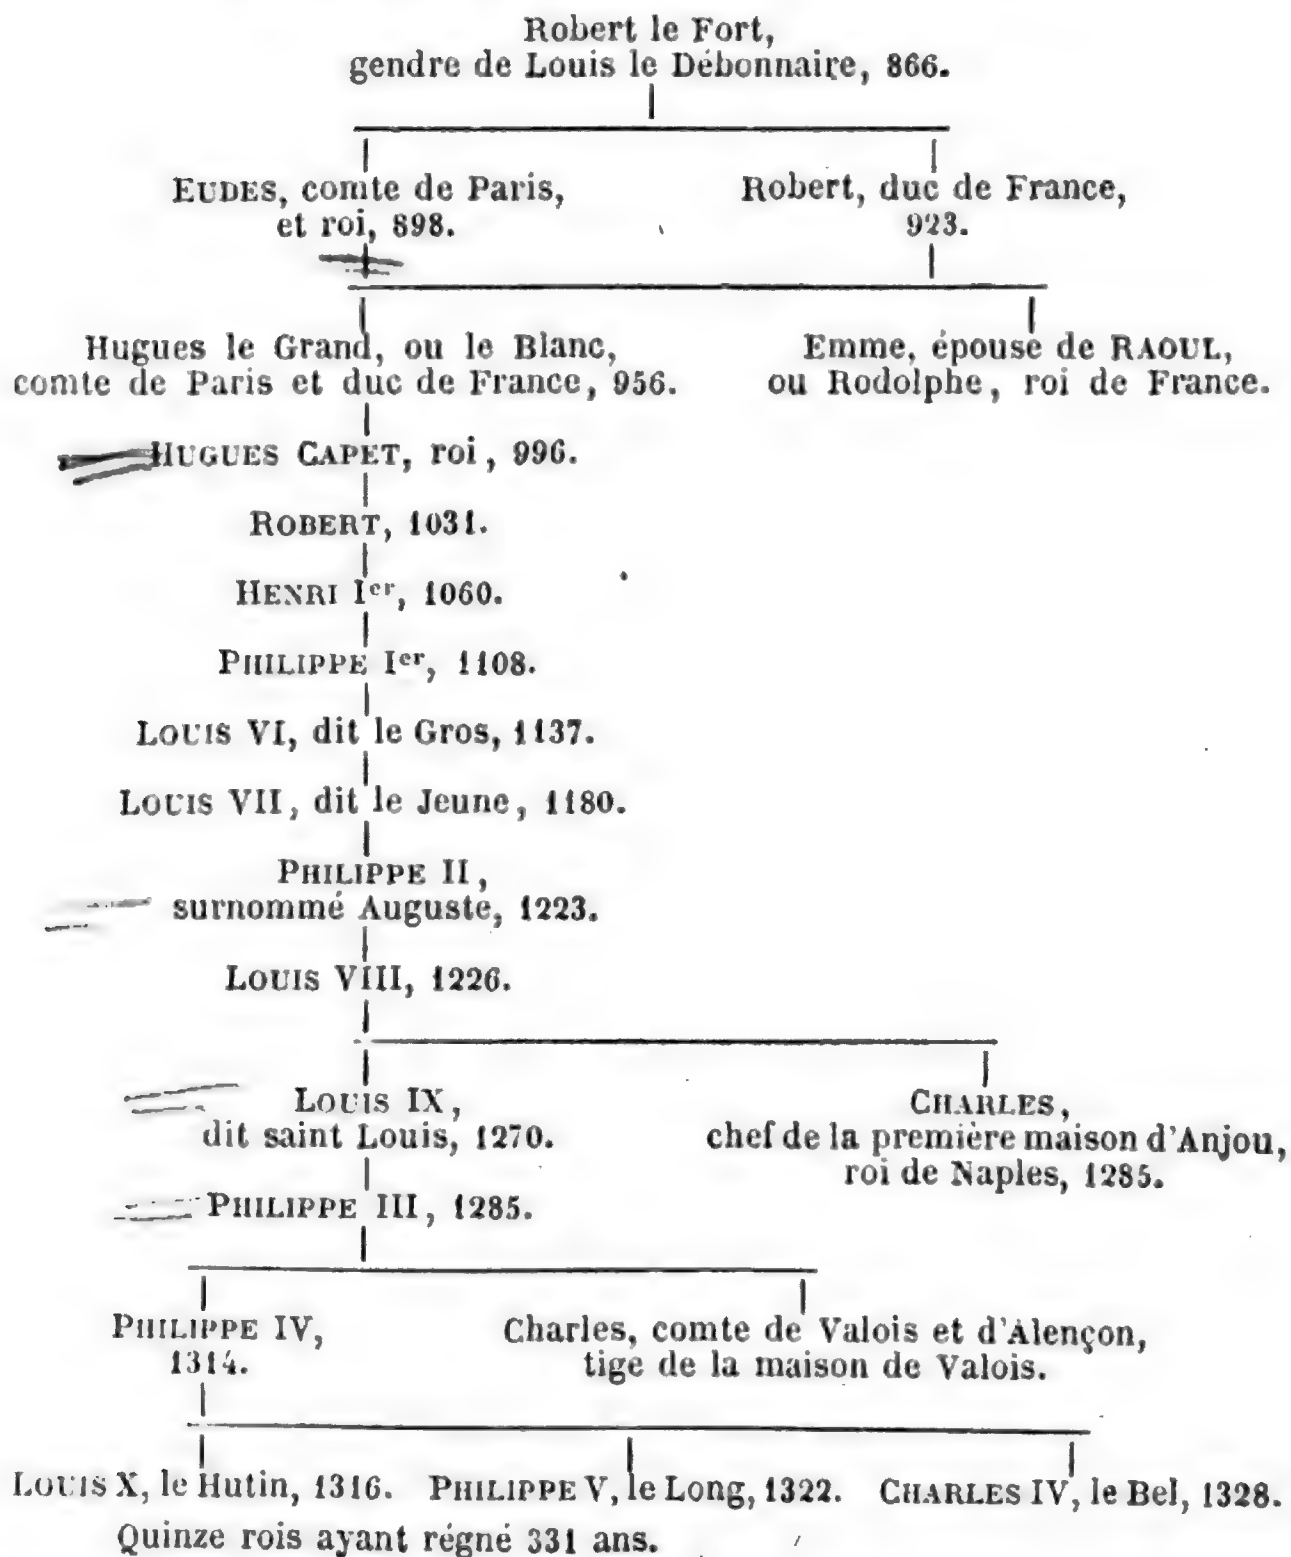 Robert le Fort,
gendre de Louis le Débonnaire, 866.
EUDES, comte de Paris,
et roi, 898.
Robert, duc de France,
923.
Hugues le Grand, ou le Blanc,
comte de Paris et duc de France, 956.
Emme, épouse de RAOUL,
ou Rodolphe, roi de France.
HUGUES CAPET, roi, 996.
ROBERT, 1031.
HENRI Ier, 1060.
PHILIPPE Ier, 1108.
LOUIS VI, dit le Gros, 1137.
LOUIS VII, dit le Jeune, 1180.
PHILIPPE II,
surnommé Auguste, 1223.
LOUIS VIII, 1226.
LOUIS IX,
dit saint Louis, 1270.
CHARLES,
chef de la première maison d'Anjou,
roi de Naples, 1285.
PHILIPPE III, 1285.
PHILIPPE IV,
1314.
Charles, comte de Valois et d'Alençon,
tige de la maison de Valois.
LOUIS X, le Hutin, 1316. PHILIPPE V, le Long, 1322. CHARLES IV, le Bel, 1328.
Quinze rois ayant régné 331 ans.